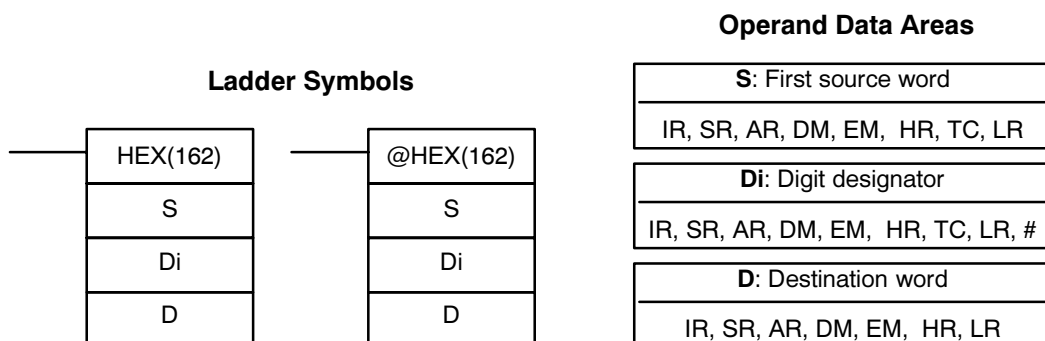 Ladder Symbols
HEX(162)
S
Di
D
@HEX(162)
S
Di
D
Operand Data Areas
S: First source word
IR, SR, AR, DM, EM, HR, TC, LR
Di: Digit designator
IR, SR, AR, DM, EM, HR, TC, LR, #
D: Destination word
IR, SR, AR, DM, EM, HR, LR